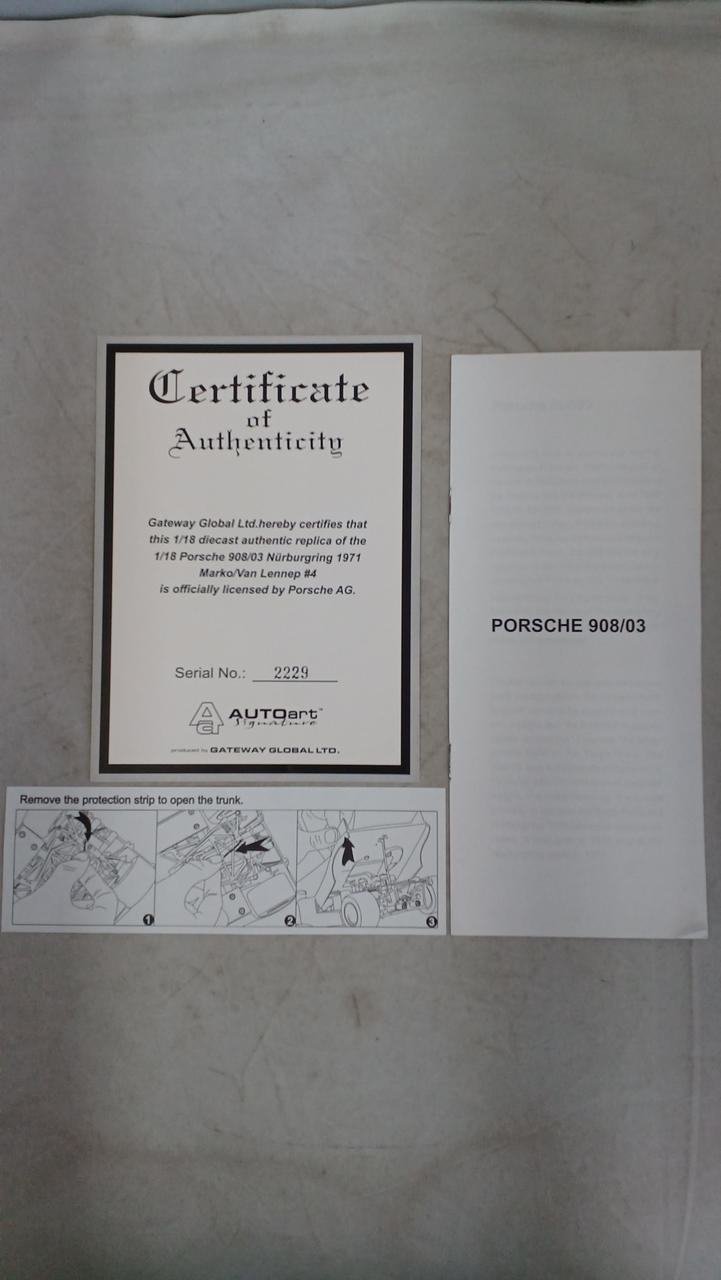 Certificate
of
Authenticity
Gateway Global Ltd.hereby certifies that
this 1/18 diecast authentic replica of the
1/18 Porsche 908/03 Nürburgring 1971
Marko/Van Lennep #4
is officially licensed by Porsche AG.
Serial No.: 2229
AUTOart™
Signature
produced by GATEWAY GLOBAL LTD.
PORSCHE 908/03
Remove the protection strip to open the trunk.
1
2
3